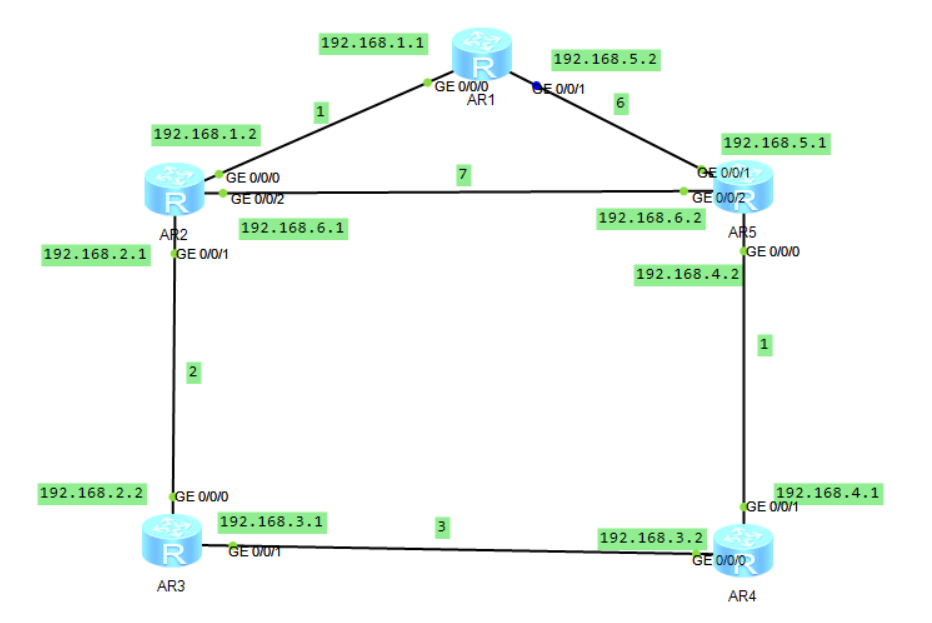 192.168.1.1
192.168.5.2
GE 0/0/0
GE 0/0/1
AR1
1
6
192.168.1.2
192.168.5.1
GE 0/0/0
7
GE 0/0/1
GE 0/0/2
GE 0/0/2
192.168.6.1
192.168.6.2
AR2
AR5
192.168.2.1
GE 0/0/1
GE 0/0/0
192.168.4.2
1
2
192.168.2.2
GE 0/0/0
192.168.4.1
GE 0/0/1
192.168.3.1
3
192.168.3.2
GE 0/0/1
GE 0/0/0
AR3
AR4
R
R
R
R
R